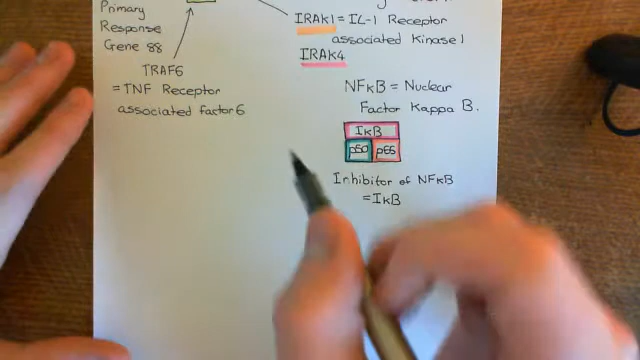 Primary
Response
Gene 88
TRAF6
= TNF Receptor
associated factor 6
IRAK1 = IL-1 Receptor
associated Kinase 1
IRAK4
NFκB = Nuclear
Factor Kappa B.
IκB
p50 p65
Inhibitor of NFκB
= IκB